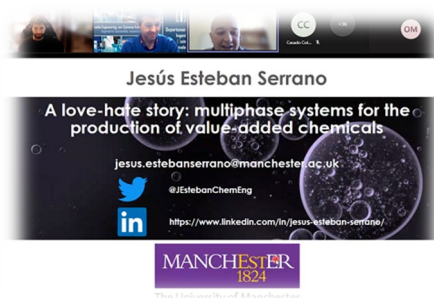 CC
OM
Jesús Esteban Serrano
A love-hate story: multiphase systems for the
production of value-added chemicals
jesus.estebanserrano@manchester.ac.uk
@JEstebanChemEng
in
https://www.linkedin.com/in/jesus-esteban-serrano/
MANCHESTER
1824
The University of Manchester